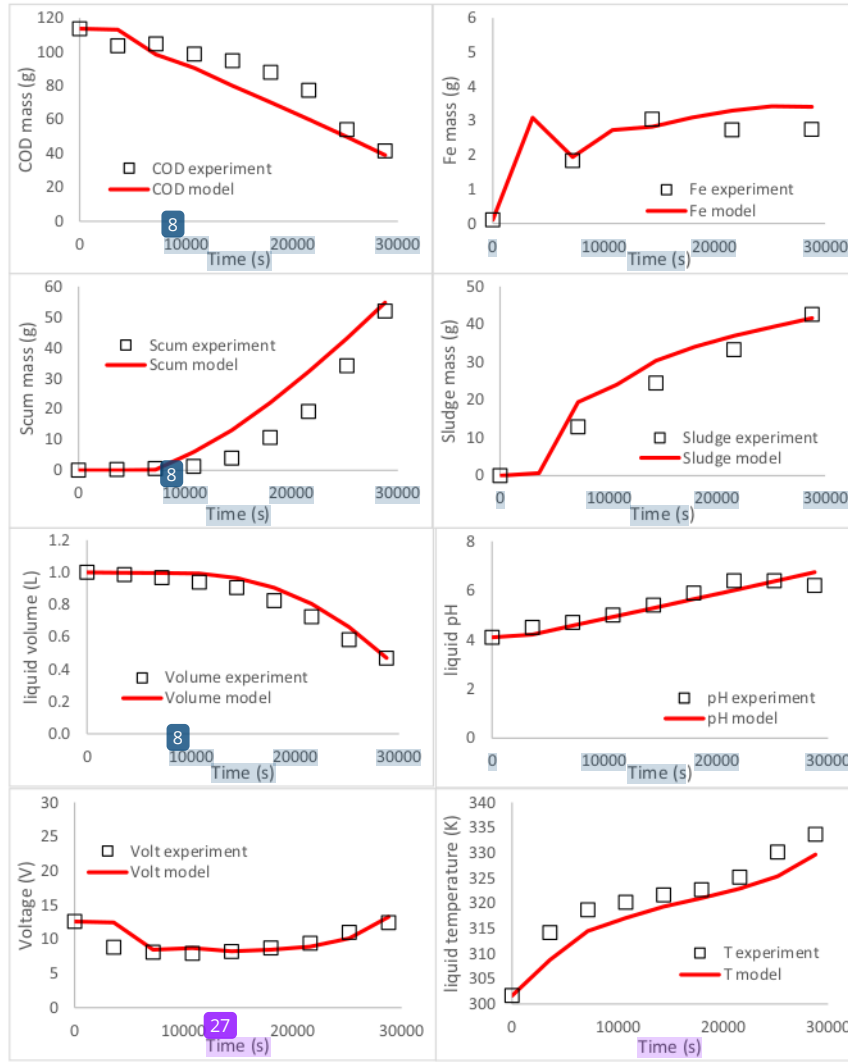 120
100
80
60
40
20
0
COD mass (g)
COD experiment
COD model
8
0 10000 20000 30000
Time (s)
6
5
4
3
2
1
0
Fe mass (g)
Fe experiment
Fe model
0 10000 20000 30000
Time (s)
60
50
40
30
20
10
0
Scum mass (g)
Scum experiment
Scum model
8
0 10000 20000 30000
Time (s)
50
40
30
20
10
0
Sludge mass (g)
Sludge experiment
Sludge model
0 10000 20000 30000
Time (s)
1.2
1.0
0.8
0.6
0.4
0.2
0.0
liquid volume (L)
Volume experiment
Volume model
8
0 10000 20000 30000
Time (s)
8
6
4
2
0
liquid pH
pH experiment
pH model
0 10000 20000 30000
Time (s)
30
25
20
15
10
5
0
Voltage (V)
Volt experiment
Volt model
0 10000 20000 30000
27
Time (s)
340
335
330
325
320
315
310
305
300
liquid temperature (K)
T experiment
T model
0 10000 20000 30000
Time (s)